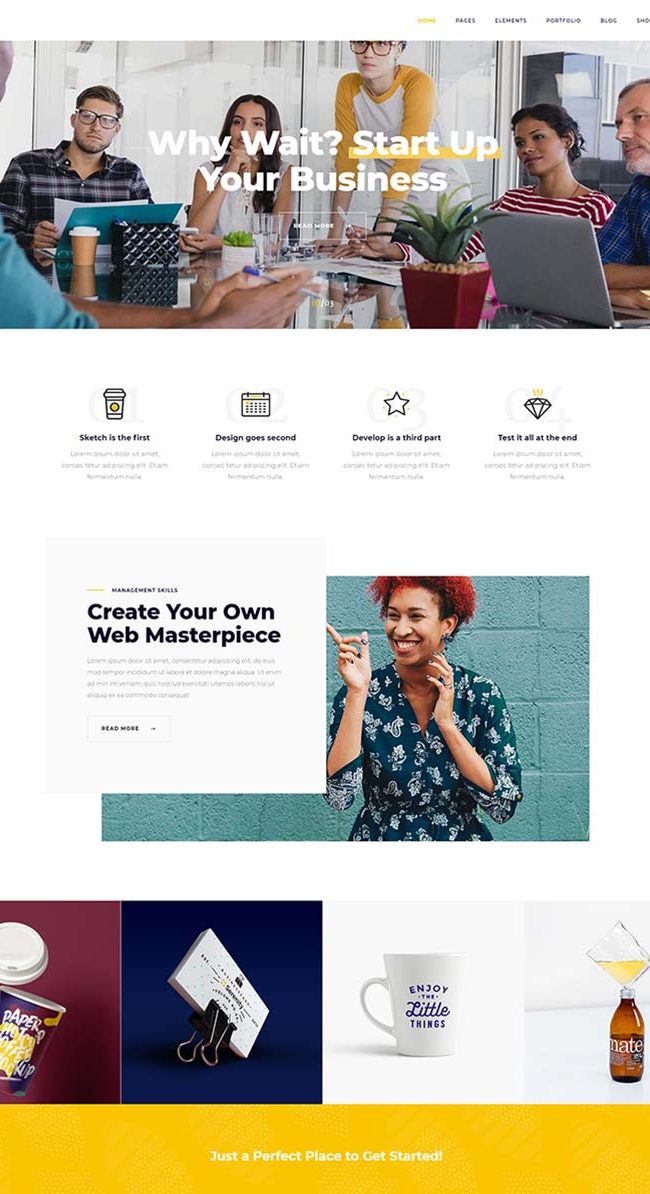 HOME PAGES ELEMENTS PORTFOLIO BLOG
Why Wait? Start Up
Your Business
READ MORE
/03
01 02 03 04
Sketch is the first Design goes second Develop is a third part Test it all at the end
Lorem ipsum dolor sit amet, Lorem ipsum dolor sit amet, Lorem ipsum dolor sit amet, Lorem ipsum dolor sit amet,
consec tetur adipiscing elit. Etiam consec tetur adipiscing elit. Etiam consec tetur adipiscing elit. Etiam consec tetur adipiscing elit. Etiam
fermentum nulla. fermentum nulla. fermentum nulla. fermentum nulla.
MANAGEMENT SKILLS
Create Your Own
Web Masterpiece
Lorem ipsum dolor sit amet, consectetur adipisicing elit, do eius
mod tempor incididunt ut labore et dolore magna aliqua. Ut enim
ad min im veniam, quis nostrud exercitati ullamos laboris nisi ut
aliquip ex ea commodo consequat
READ MORE →
PAPER
HOT
CUP
MOCKUP
Serenity
ENJOY
THE
Little
THINGS
mate
Just a Perfect Place to Get Started!